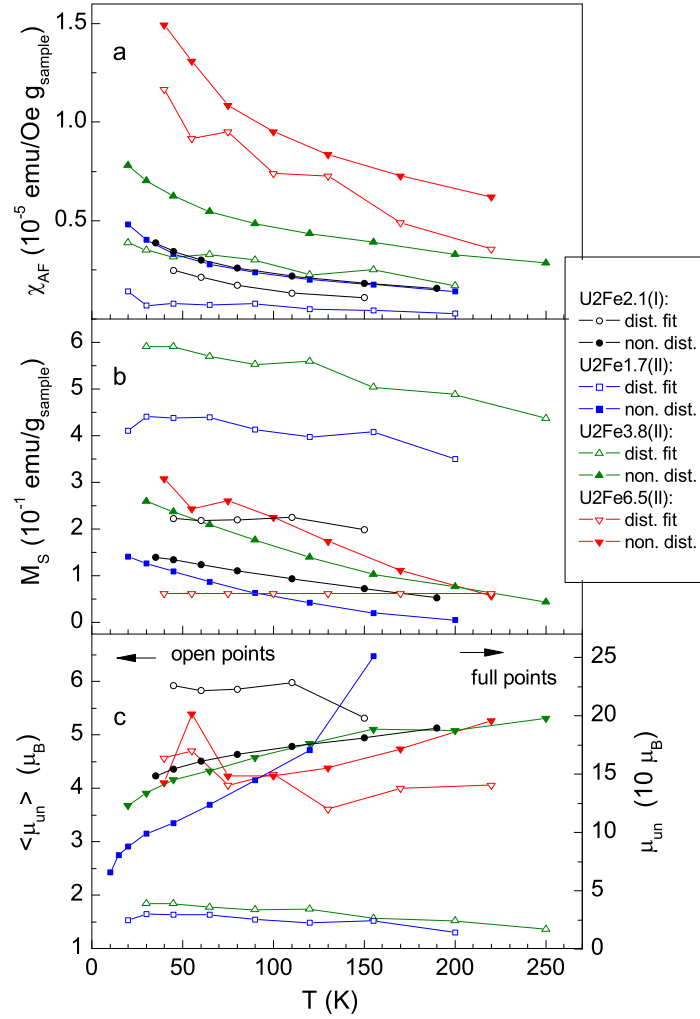 1.5
1.0
0.5
χAF (10-5 emu/Oe gsample)
a
6
5
4
3
2
1
0
MS (10-1 emu/gsample)
b
U2Fe2.1(I):
dist. fit
non. dist.
U2Fe1.7(II):
dist. fit
non. dist.
U2Fe3.8(II):
dist. fit
non. dist.
U2Fe6.5(II):
dist. fit
non. dist.
6
5
4
3
2
1
<μun> (μB)
c
open points
full points
25
20
15
10
5
0
μun (10 μB)
0 50 100 150 200 250
T (K)